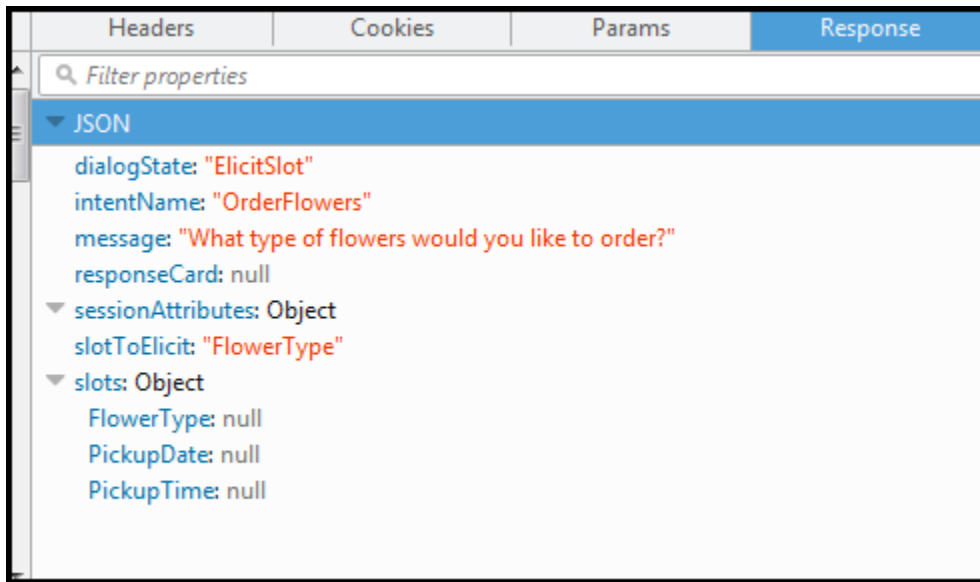 Headers Cookies Params Response
Filter properties
JSON
dialogState: "ElicitSlot"
intentName: "OrderFlowers"
message: "What type of flowers would you like to order?"
responseCard: null
sessionAttributes: Object
slotToElicit: "FlowerType"
slots: Object
FlowerType: null
PickupDate: null
PickupTime: null